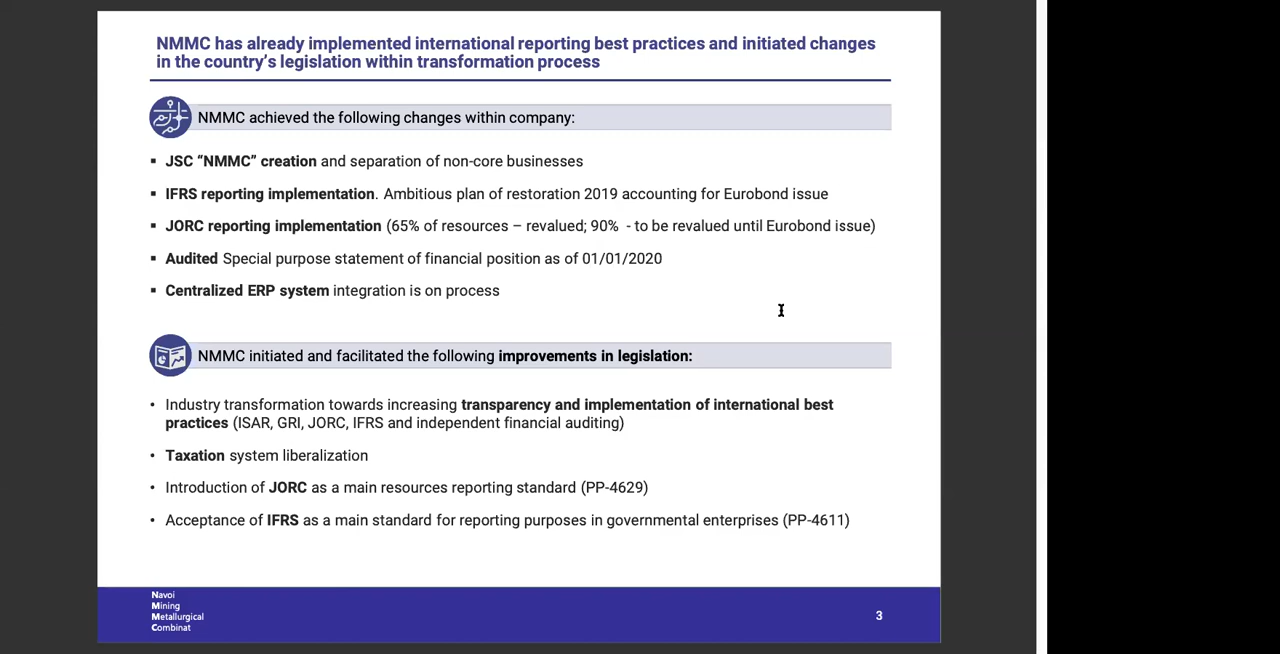 NMMC has already implemented international reporting best practices and initiated changes
in the country's legislation within transformation process
NMMC achieved the following changes within company:
▪ JSC “NMMC” creation and separation of non-core businesses
▪ IFRS reporting implementation. Ambitious plan of restoration 2019 accounting for Eurobond issue
▪ JORC reporting implementation (65% of resources – revalued; 90% - to be revalued until Eurobond issue)
▪ Audited Special purpose statement of financial position as of 01/01/2020
▪ Centralized ERP system integration is on process
NMMC initiated and facilitated the following improvements in legislation:
• Industry transformation towards increasing transparency and implementation of international best
practices (ISAR, GRI, JORC, IFRS and independent financial auditing)
• Taxation system liberalization
• Introduction of JORC as a main resources reporting standard (PP-4629)
• Acceptance of IFRS as a main standard for reporting purposes in governmental enterprises (PP-4611)
Navoi
Mining
Metallurgical
Combinat
3